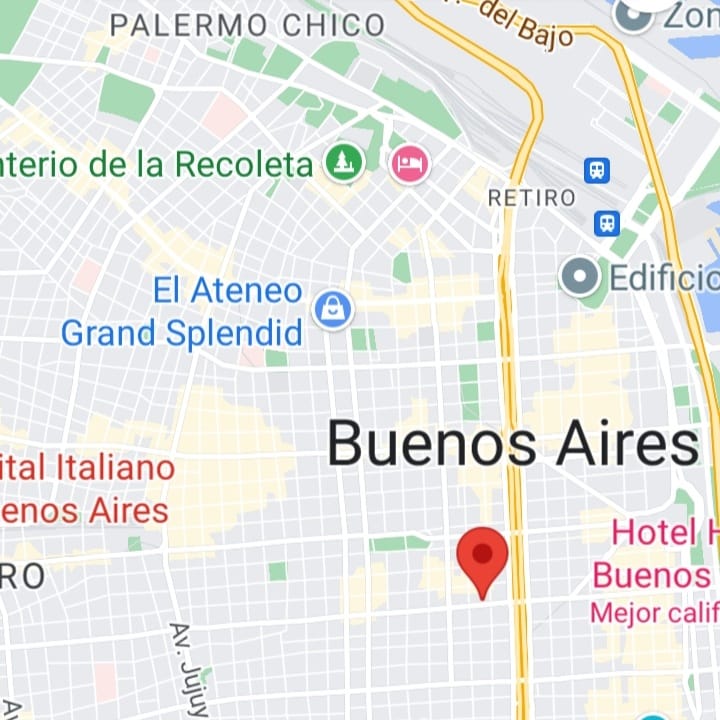 PALERMO CHICO
del Bajo
Zon
nterio de la Recoleta
RETIRO
El Ateneo
Grand Splendid
Edificio
Buenos Aires
ital Italiano
enos Aires
Hotel H
Buenos
Mejor calif
RO
Av. Jujuy